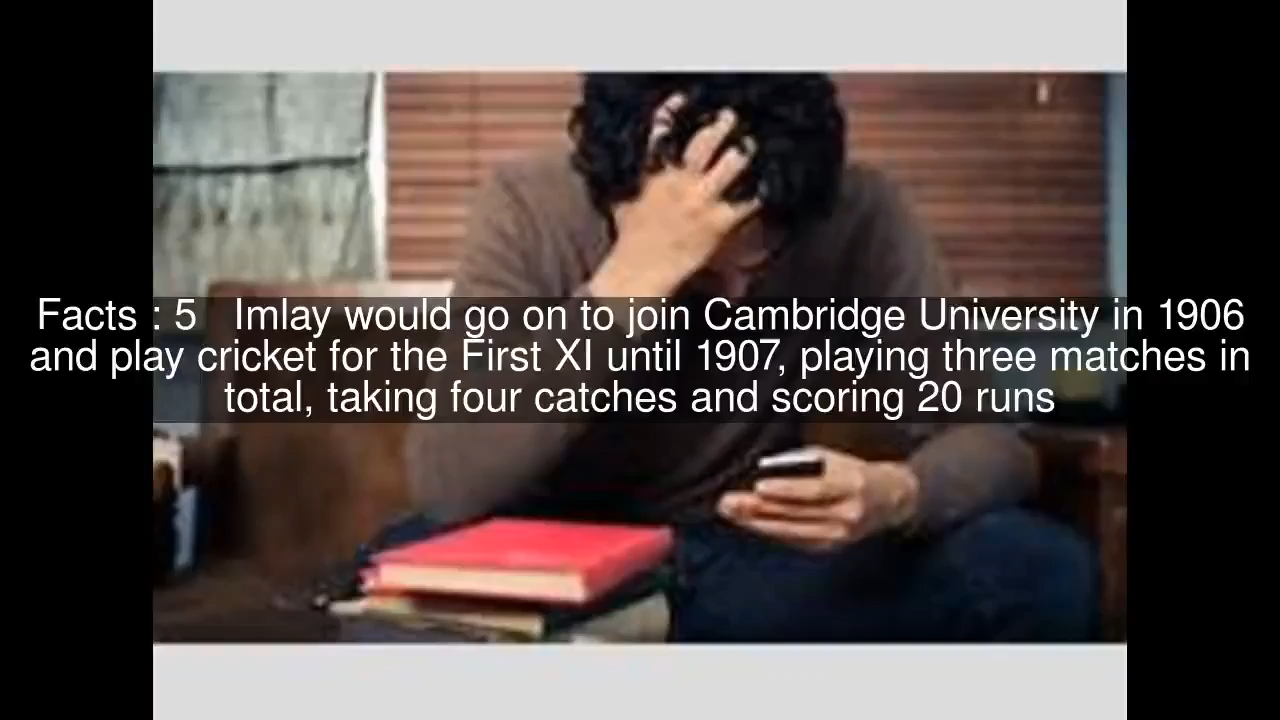 Facts : 5 Imlay would go on to join Cambridge University in 1906
and play cricket for the First XI until 1907, playing three matches in
total, taking four catches and scoring 20 runs